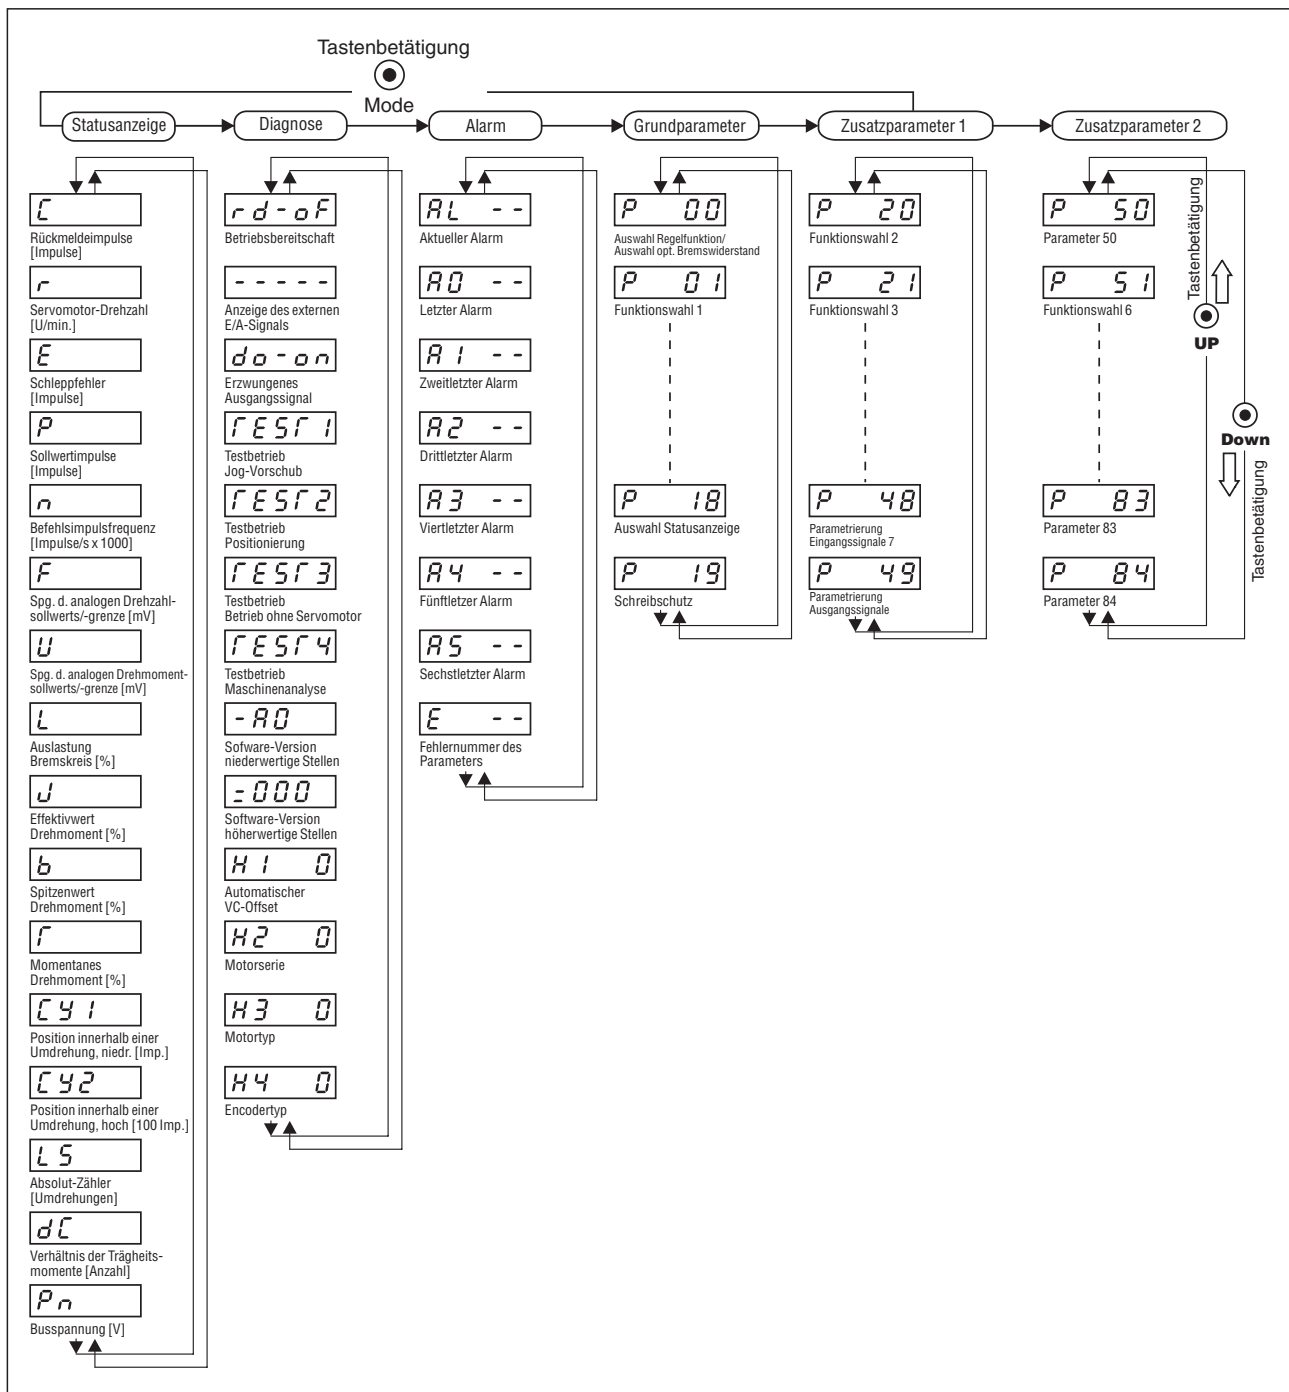 Tastenbetätigung
Mode
Statusanzeige
Diagnose
Alarm
Grundparameter
Zusatzparameter 1
Zusatzparameter 2
C
Rückmeldeimpulse
[Impulse]
r
Servomotor-Drehzahl
[U/min.]
E
Schleppfehler
[Impulse]
P
Sollwertimpulse
[Impulse]
n
Befehlsimpulsfrequenz
[Impulse/s x 1000]
F
Spg. d. analogen Drehzahl-
sollwerts/-grenze [mV]
U
Spg. d. analogen Drehmoment-
sollwerts/-grenze [mV]
L
Auslastung
Bremskreis [%]
J
Effektivwert
Drehmoment [%]
b
Spitzenwert
Drehmoment [%]
T
Momentanes
Drehmoment [%]
Cy1
Position innerhalb einer
Umdrehung, niedr. [Imp.]
Cy2
Position innerhalb einer
Umdrehung, hoch [100 Imp.]
LS
Absolut-Zähler
[Umdrehungen]
dC
Verhältnis der Trägheits-
momente [Anzahl]
Pn
Busspannung [V]
rd-oF
Betriebsbereitschaft
- - - - -
Anzeige des externen
E/A-Signals
do-on
Erzwungenes
Ausgangssignal
TEST1
Testbetrieb
Jog-Vorschub
TEST2
Testbetrieb
Positionierung
TEST3
Testbetrieb
Betrieb ohne Servomotor
TEST4
Testbetrieb
Maschinenanalyse
-A0
Sofware-Version
niederwertige Stellen
=000
Software-Version
höherwertige Stellen
H1 0
Automatischer
VC-Offset
H2 0
Motorserie
H3 0
Motortyp
H4 0
Encodertyp
AL --
Aktueller Alarm
A0 --
Letzter Alarm
A1 --
Zweitletzter Alarm
A2 --
Drittletzter Alarm
A3 --
Viertletzter Alarm
A4 --
Fünftletzer Alarm
A5 --
Sechstletzter Alarm
E --
Fehlernummer des
Parameters
P 00
Auswahl Regelfunktion/
Auswahl opt. Bremswiderstand
P 01
Funktionswahl 1
P 18
Auswahl Statusanzeige
P 19
Schreibschutz
P 20
Funktionswahl 2
P 21
Funktionswahl 3
P 48
Parametrierung
Eingangssignale 7
P 49
Parametrierung
Ausgangssignale
P 50
Parameter 50
P 51
Funktionswahl 6
P 83
Parameter 83
P 84
Parameter 84
Tastenbetätigung
UP
Down
Tastenbetätigung